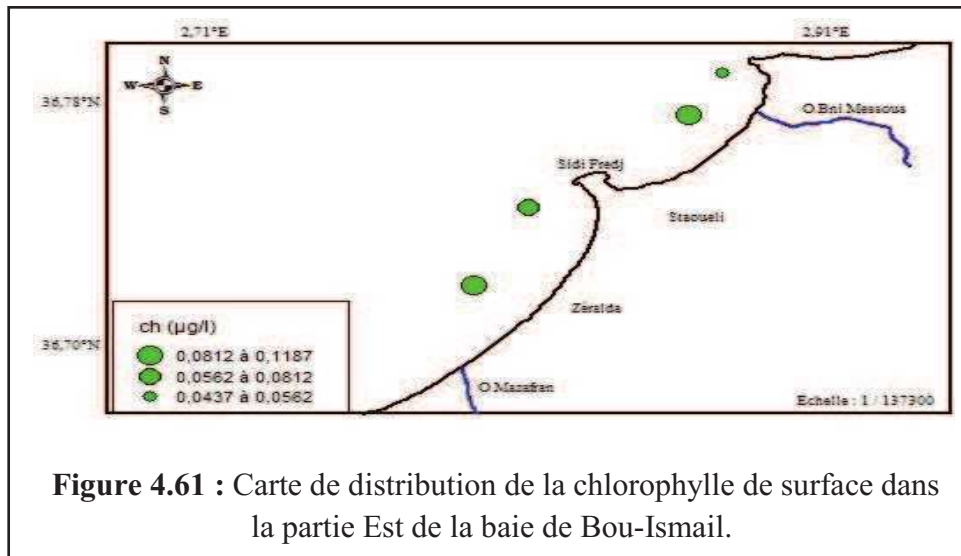 2,71°E 2,91°E
N
W E
S
36,78°N
O.Bni Messous
Sidi Fredj
Staoueli
Zéralda
36,70°N
O.Mazafran
ch (µg/l)
0,0812 à 0,1187
0,0562 à 0,0812
0,0437 à 0,0562
Echelle : 1 / 137300
Figure 4.61 : Carte de distribution de la chlorophylle de surface dans
la partie Est de la baie de Bou-Ismail.